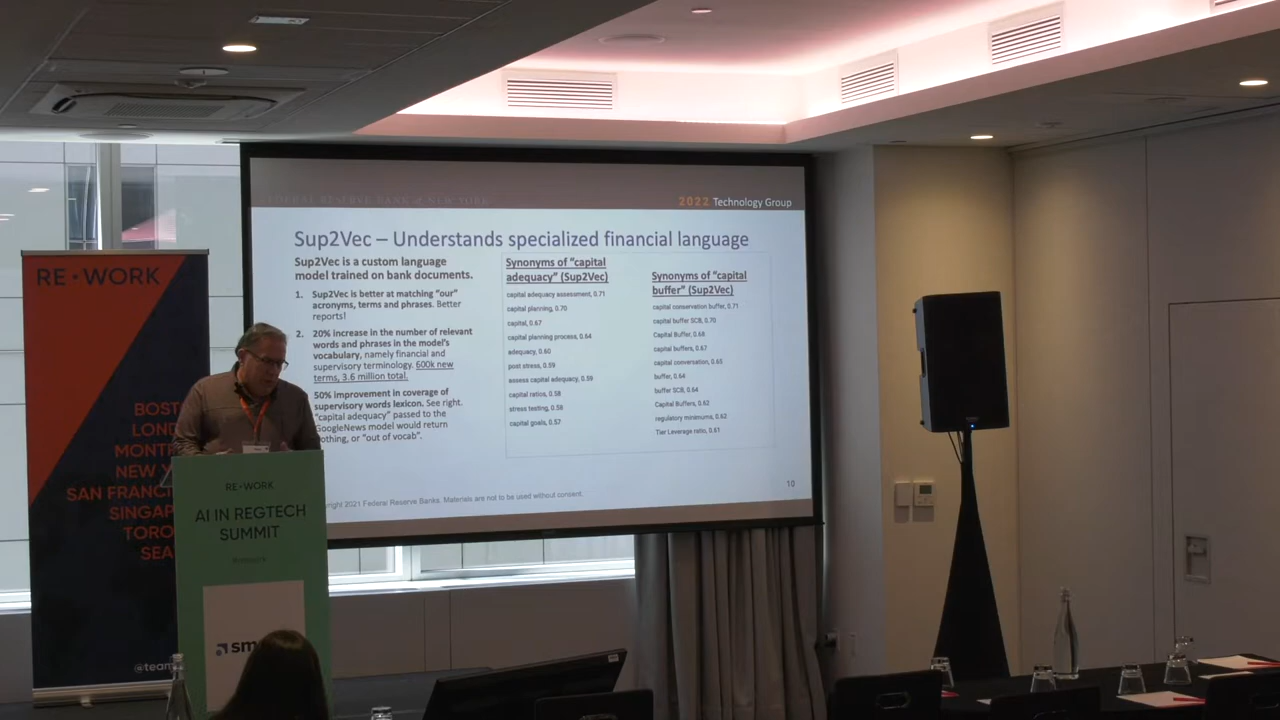 FEDERAL RESERVE BANK of NEW YORK
2022 Technology Group
Sup2Vec – Understands specialized financial language
Sup2Vec is a custom language
model trained on bank documents.
1. Sup2Vec is better at matching “our”
acronyms, terms and phrases. Better
reports!
2. 20% increase in the number of relevant
words and phrases in the model's
vocabulary, namely financial and
supervisory terminology. 600k new
terms, 3.6 million total.
50% improvement in coverage of
supervisory words lexicon. See right.
“capital adequacy” passed to the
GoogleNews model would return
nothing, or “out of vocab”.
Synonyms of “capital
adequacy” (Sup2Vec)
capital adequacy assessment, 0.71
capital planning, 0.70
capital, 0.67
capital planning process, 0.64
adequacy, 0.60
post stress, 0.59
assess capital adequacy, 0.59
capital ratios, 0.58
stress testing, 0.58
capital goals, 0.57
Synonyms of “capital
buffer” (Sup2Vec)
capital conservation buffer, 0.71
capital buffer SCB, 0.70
Capital Buffer, 0.68
capital buffers, 0.67
capital conversation, 0.65
buffer, 0.64
buffer SCB, 0.64
Capital Buffers, 0.62
regulatory minimums, 0.62
Tier Leverage ratio, 0.61
right 2021 Federal Reserve Banks. Materials are not to be used without consent.
10
RE•WORK
BOST
LOND
MONTR
NEW Y
SAN FRANCI
SINGAP
TORO
SEA
@team
RE•WORK
AI IN REGTECH
SUMMIT
sm